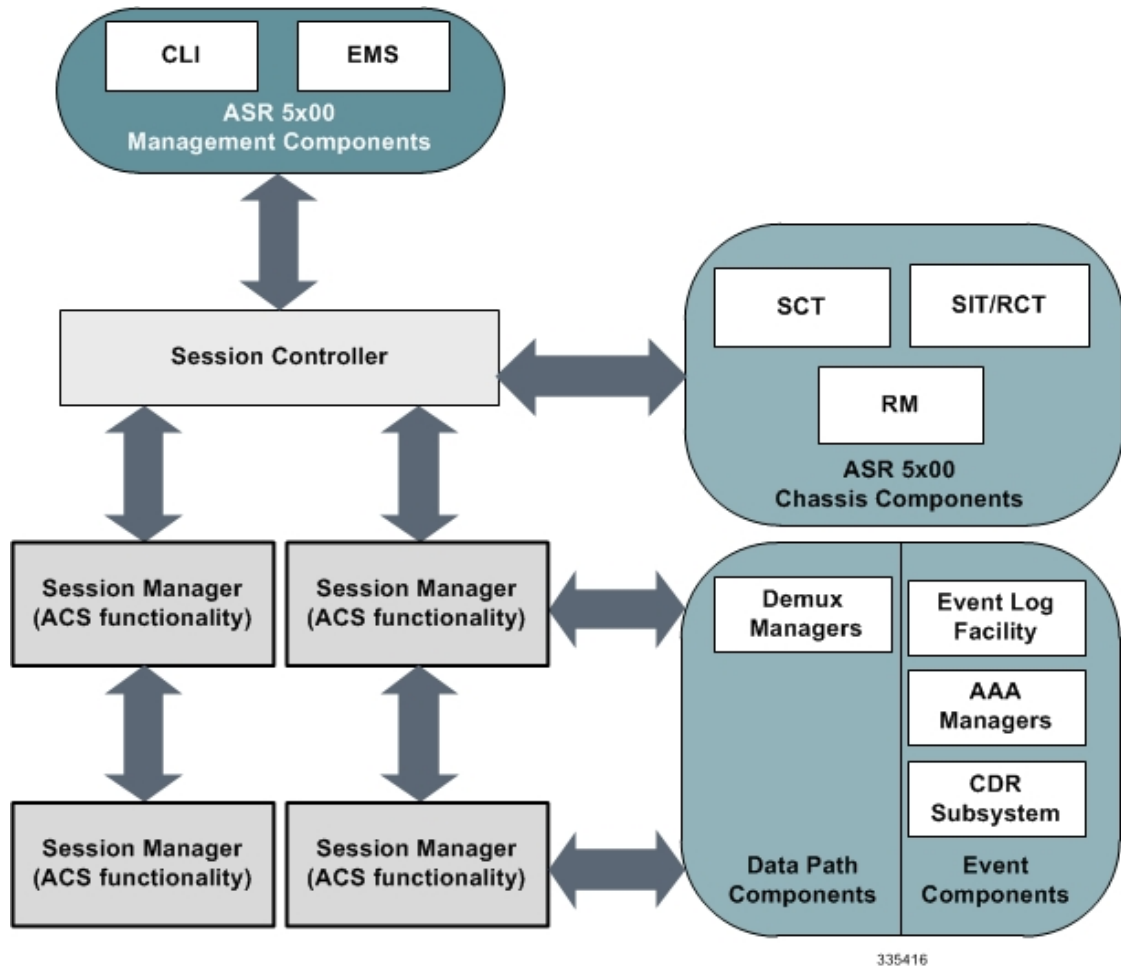 CLI
EMS
ASR 5x00
Management Components
Session Controller
SCT
SIT/RCT
RM
ASR 5x00
Chassis Components
Session Manager
(ACS functionality)
Session Manager
(ACS functionality)
Demux
Managers
Event Log
Facility
AAA
Managers
CDR
Subsystem
Session Manager
(ACS functionality)
Session Manager
(ACS functionality)
Data Path
Components
Event
Components
335416